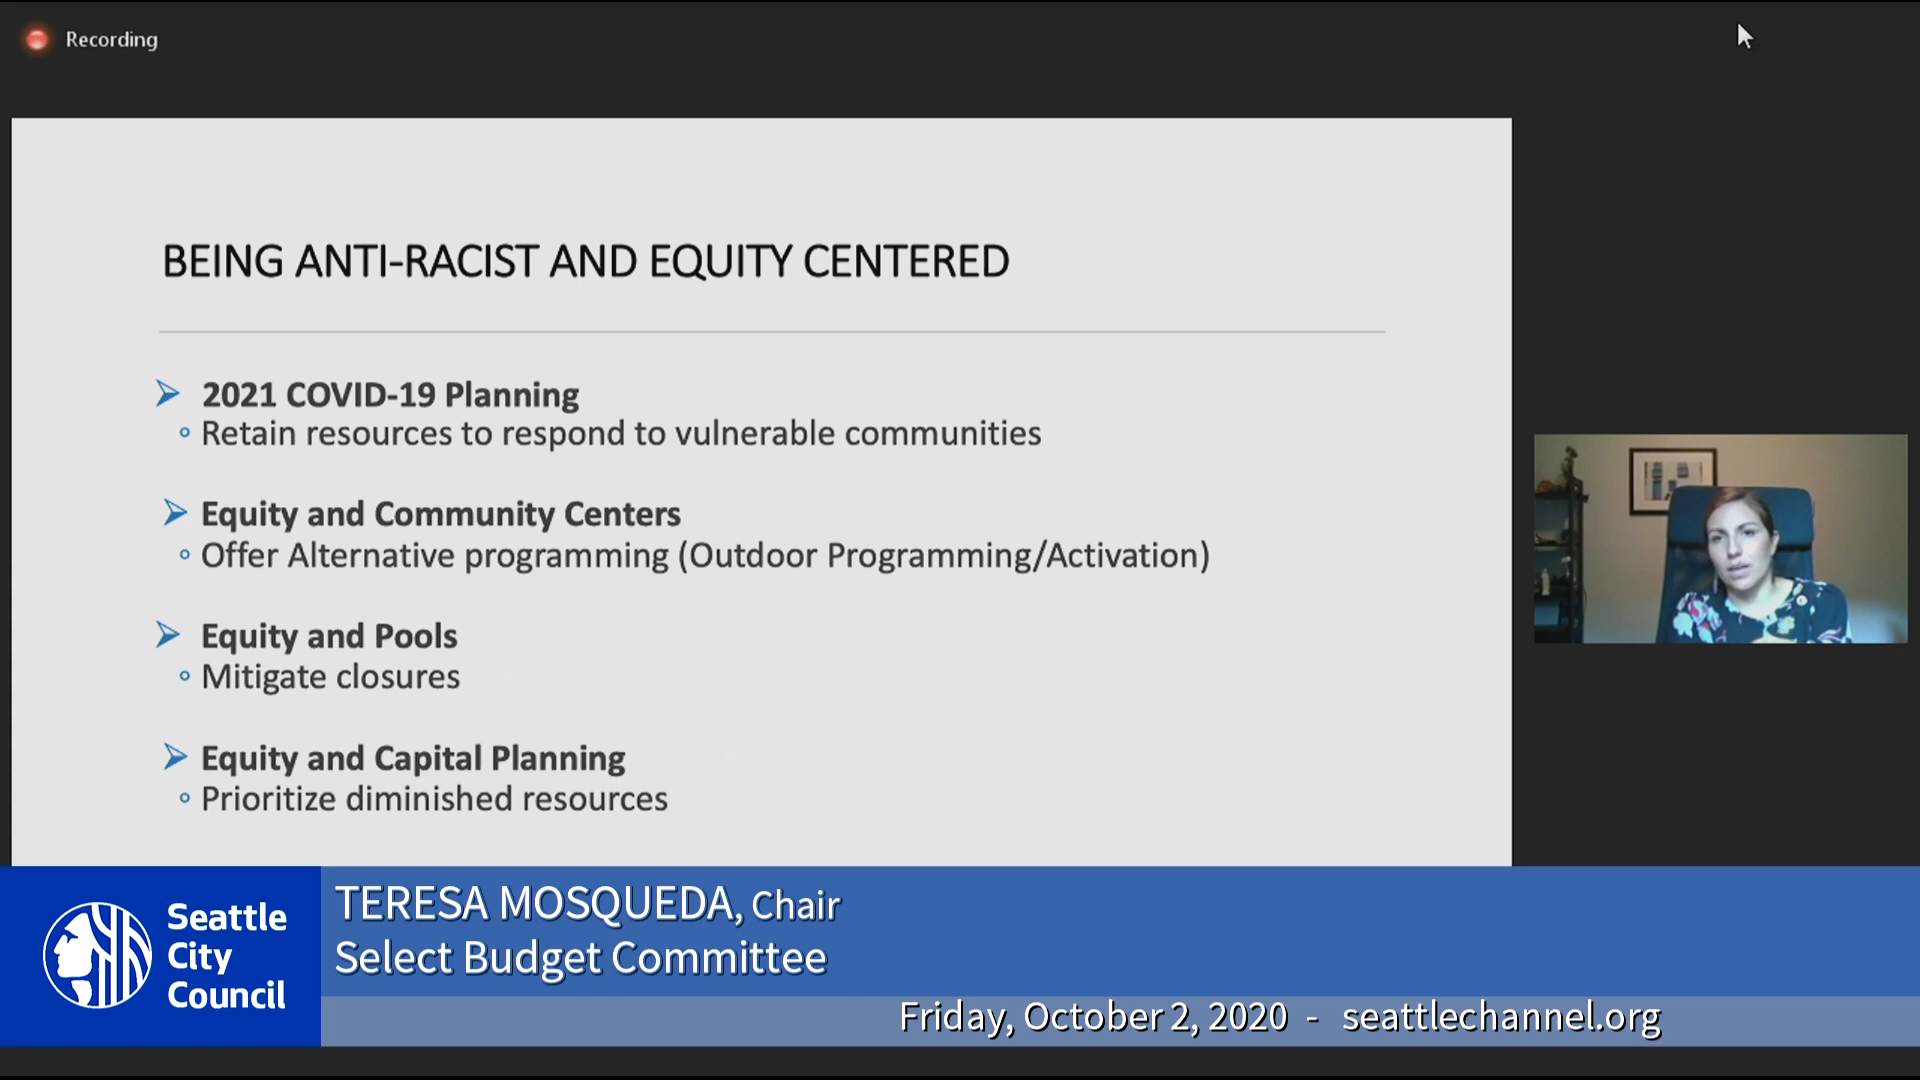 Recording
BEING ANTI-RACIST AND EQUITY CENTERED
2021 COVID-19 Planning
Retain resources to respond to vulnerable communities
Equity and Community Centers
Offer Alternative programming (Outdoor Programming/Activation)
Equity and Pools
Mitigate closures
Equity and Capital Planning
Prioritize diminished resources
Seattle
City
Council
TERESA MOSQUEDA, Chair
Select Budget Committee
Friday, October 2, 2020 - seattlechannel.org